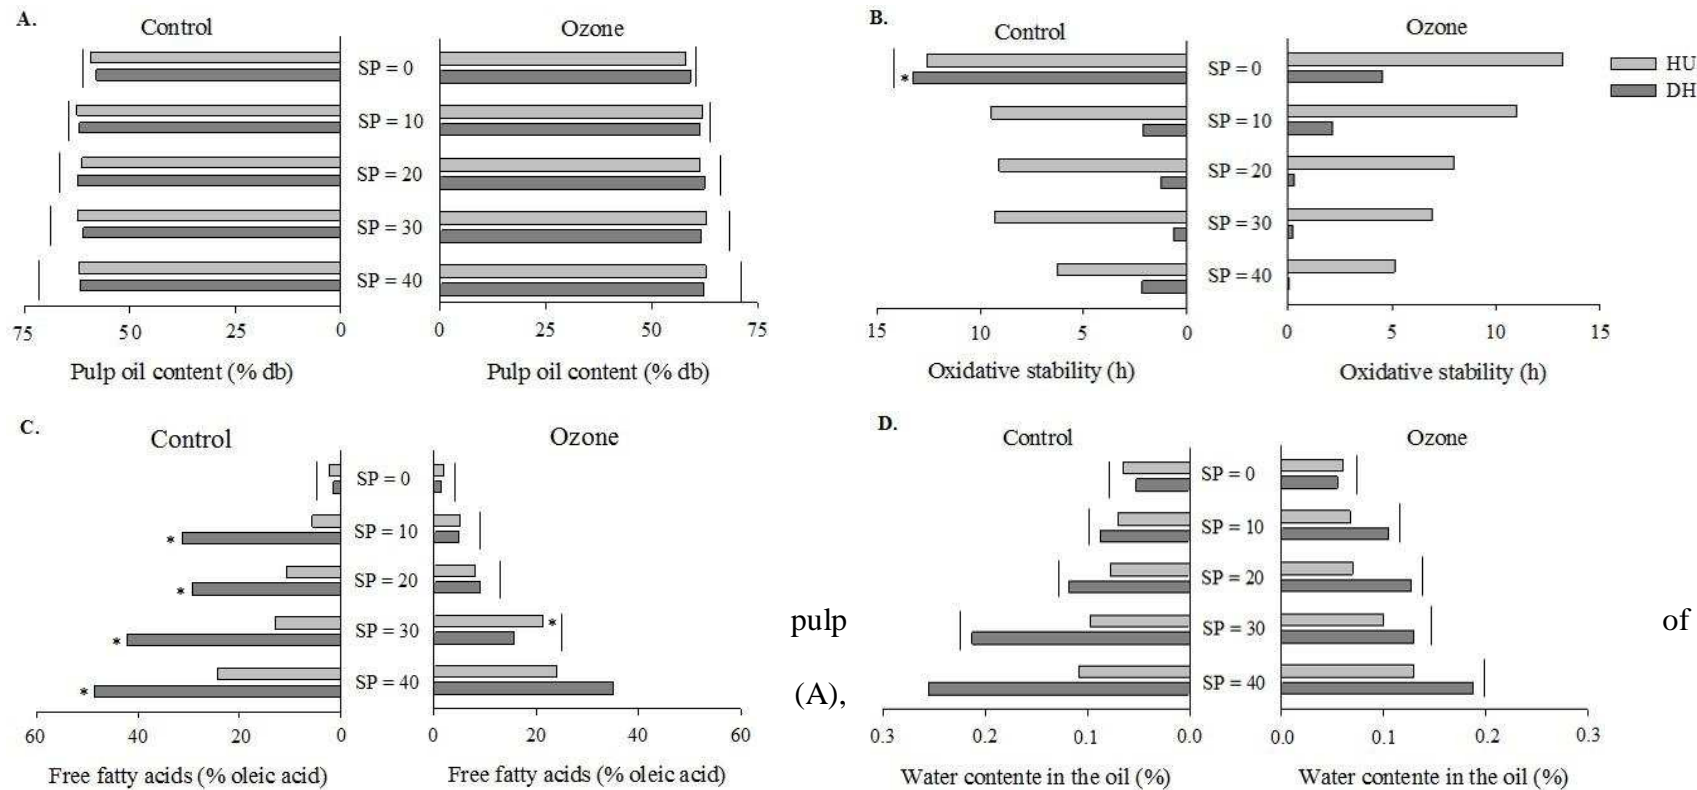 A.
Control
Ozone
SP = 0
SP = 10
SP = 20
SP = 30
SP = 40
75 50 25 0
0 25 50 75
Pulp oil content (% db)
Pulp oil content (% db)
B.
Control
Ozone
*
SP = 0
SP = 10
SP = 20
SP = 30
SP = 40
HU
DH
15 10 5 0
0 5 10 15
Oxidative stability (h)
Oxidative stability (h)
C.
Control
Ozone
SP = 0
* SP = 10
* SP = 20
* SP = 30 *
* SP = 40
60 40 20 0
0 20 40 60
Free fatty acids (% oleic acid)
Free fatty acids (% oleic acid)
pulp of
(A),
D.
Control
Ozone
SP = 0
SP = 10
SP = 20
SP = 30
SP = 40
0.3 0.2 0.1 0.0
0.0 0.1 0.2 0.3
Water contente in the oil (%)
Water contente in the oil (%)